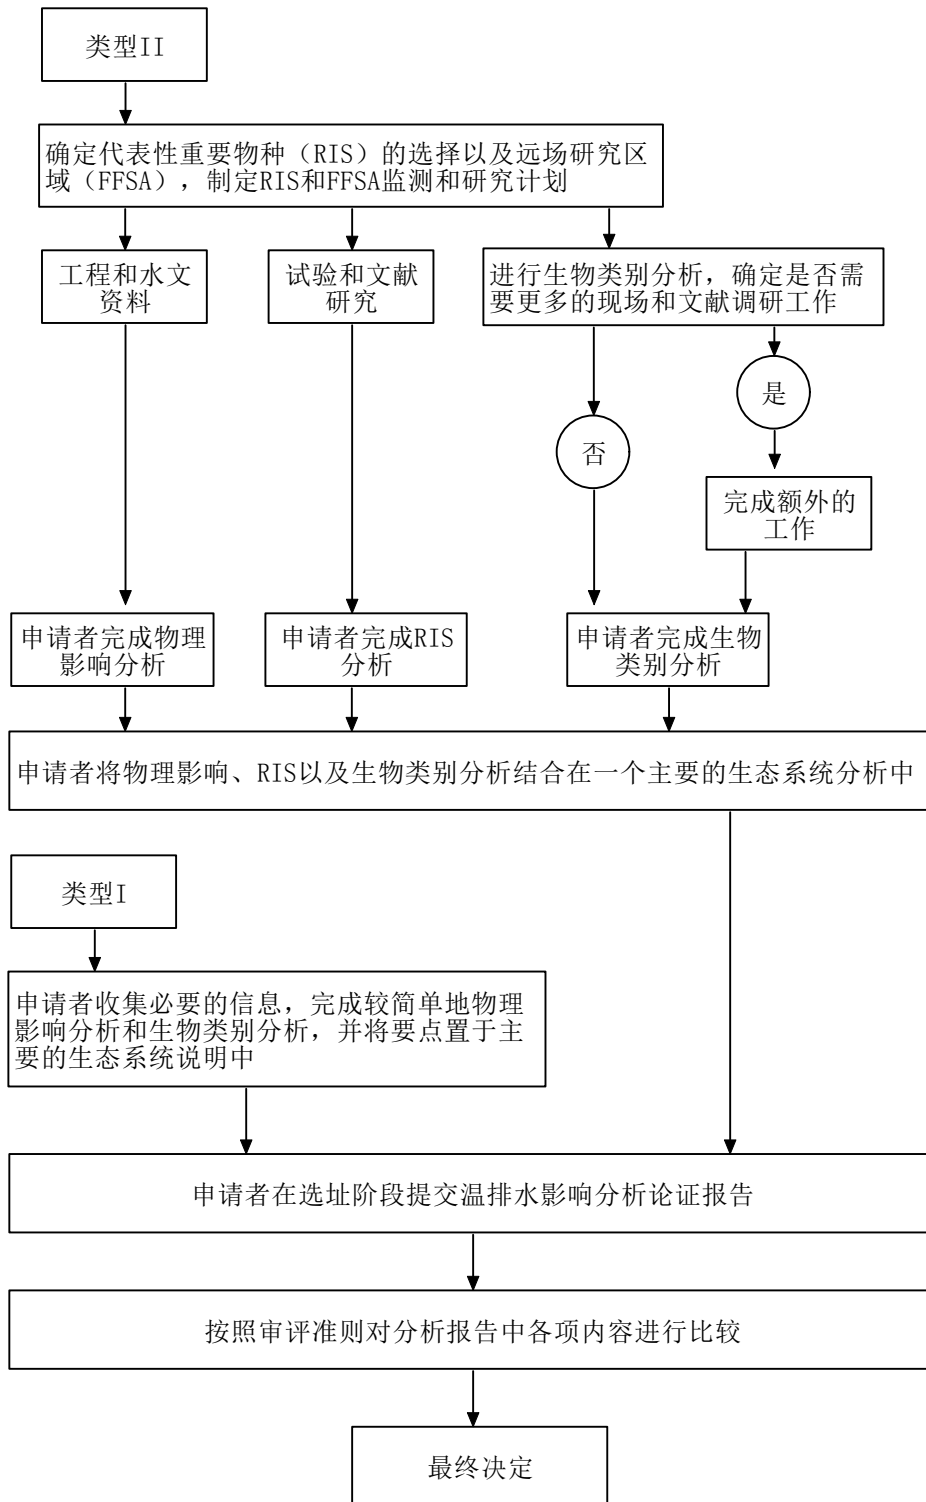 类型II
确定代表性重要物种（RIS）的选择以及远场研究区
域（FFSA），制定RIS和FFSA监测和研究计划
工程和水文
资料
试验和文献
研究
进行生物类别分析，确定是否需
要更多的现场和文献调研工作
是
否
完成额外的
工作
申请者完成物理
影响分析
申请者完成RIS
分析
申请者完成生物
类别分析
申请者将物理影响、RIS以及生物类别分析结合在一个主要的生态系统分析中
类型I
申请者收集必要的信息，完成较简单地物理
影响分析和生物类别分析，并将要点置于主
要的生态系统说明中
申请者在选址阶段提交温排水影响分析论证报告
按照审评准则对分析报告中各项内容进行比较
最终决定